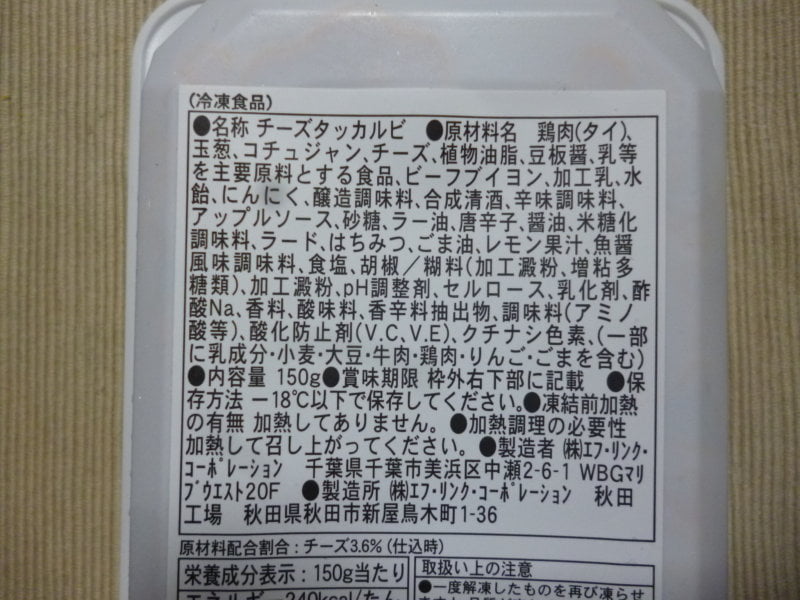 (冷凍食品)
●名称 チーズタッカルビ ●原材料名 鶏肉(タイ)、
玉葱、コチュジャン、チーズ、植物油脂、豆板醤、乳等
を主要原料とする食品、ビーフブイヨン、加工乳、水
飴、にんにく、醸造調味料、合成清酒、辛味調味料、
アップルソース、砂糖、ラー油、唐辛子、醤油、米糖化
調味料、ラード、はちみつ、ごま油、レモン果汁、魚醤
風味調味料、食塩、胡椒／糊料(加工澱粉、増粘多
糖類)、加工澱粉、pH調整剤、セルロース、乳化剤、酢
酸Na、香料、酸味料、香辛料抽出物、調味料(アミノ
酸等)、酸化防止剤(V.C、V.E)、クチナシ色素、(一部
に乳成分・小麦・大豆・牛肉・鶏肉・りんご・ごまを含む)
●内容量 150g●賞味期限 枠外右下部に記載 ●保
存方法 －18℃以下で保存してください。●凍結前加熱
の有無 加熱してありません。 ●加熱調理の必要性
加熱して召し上がってください。 ●製造者 ㈱エフ・リンク・
コーポレーション 千葉県千葉市美浜区中瀬2-6-1 WBGマリ
ブウエスト20F ●製造所 ㈱エフ・リンク・コーポレーション 秋田
工場 秋田県秋田市新屋鳥木町1-36
原材料配合割合：チーズ3.6% (仕込時)
栄養成分表示：150g当たり
エネルギー240kcal/たん
取扱い上の注意
●一度解凍したものを再び凍らせ